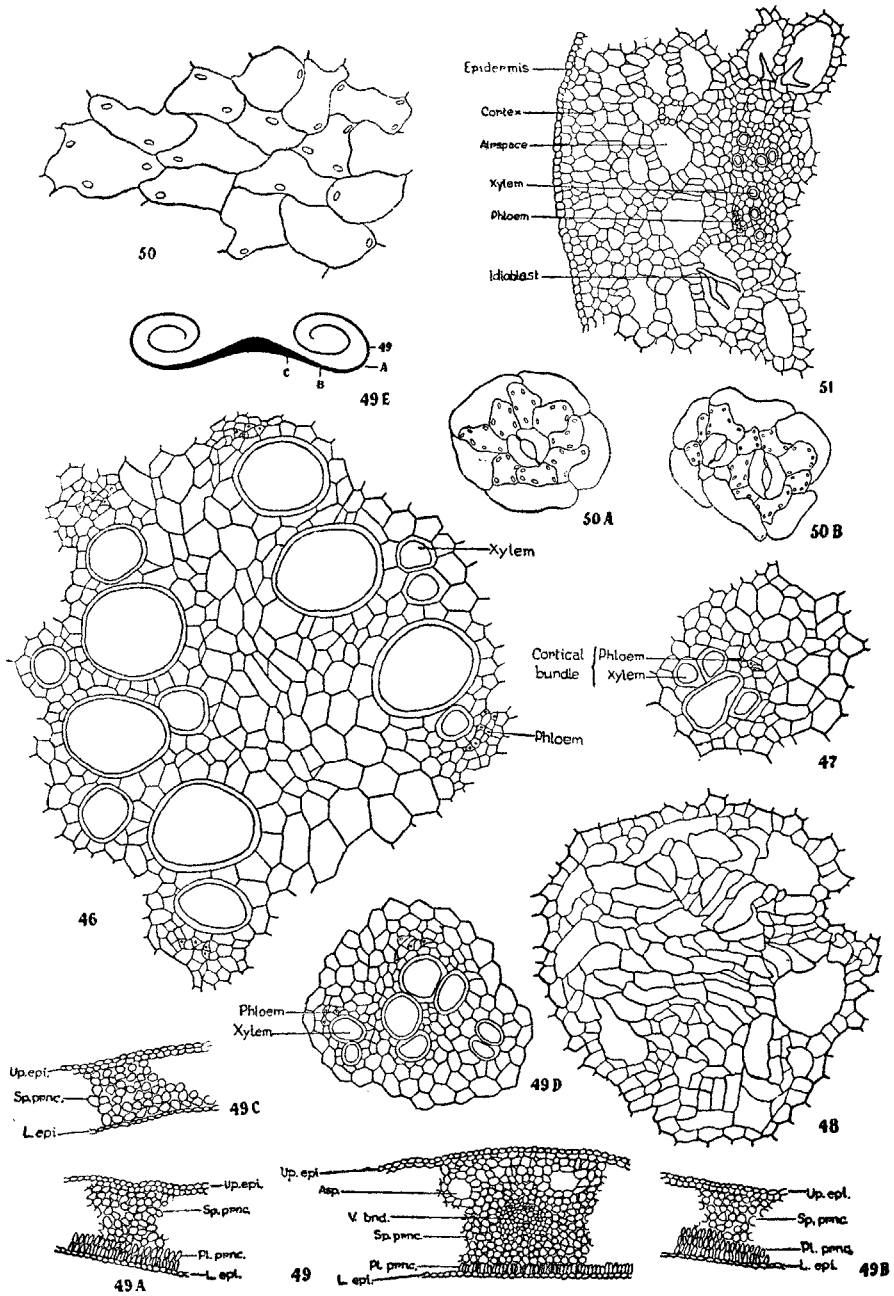 Epidermis
Cortex
Airspace
Xylem
Phloem
Idioblast
51
50
49
A
C
B
49 E
50 A
50 B
Xylem
Phloem
46
Cortical bundle { Phloem
Xylem
47
Phloem
Xylem
49 D
48
Up. epi.
Sp. prnc.
L. epi
49 C
Up. epi.
Sp. prnc.
Pl. prnc.
L. epi.
49 A
Up. epi
Asp.
V. bnd.
Sp. prnc.
Pl. prnc.
L. epi.
49
Up. epi.
Sp. prnc.
Pl. prnc.
L. epi.
49 B